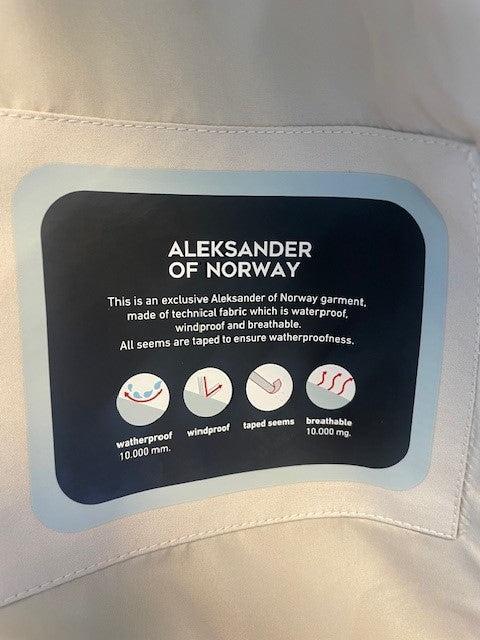 ALEKSANDER
OF NORWAY
This is an exclusive Aleksander of Norway garment,
made of technical fabric which is waterproof,
windproof and breathable.
All seems are taped to ensure watherproofness.
watherproof
10.000 mm.
windproof
taped seems
breathable
10.000 mg.